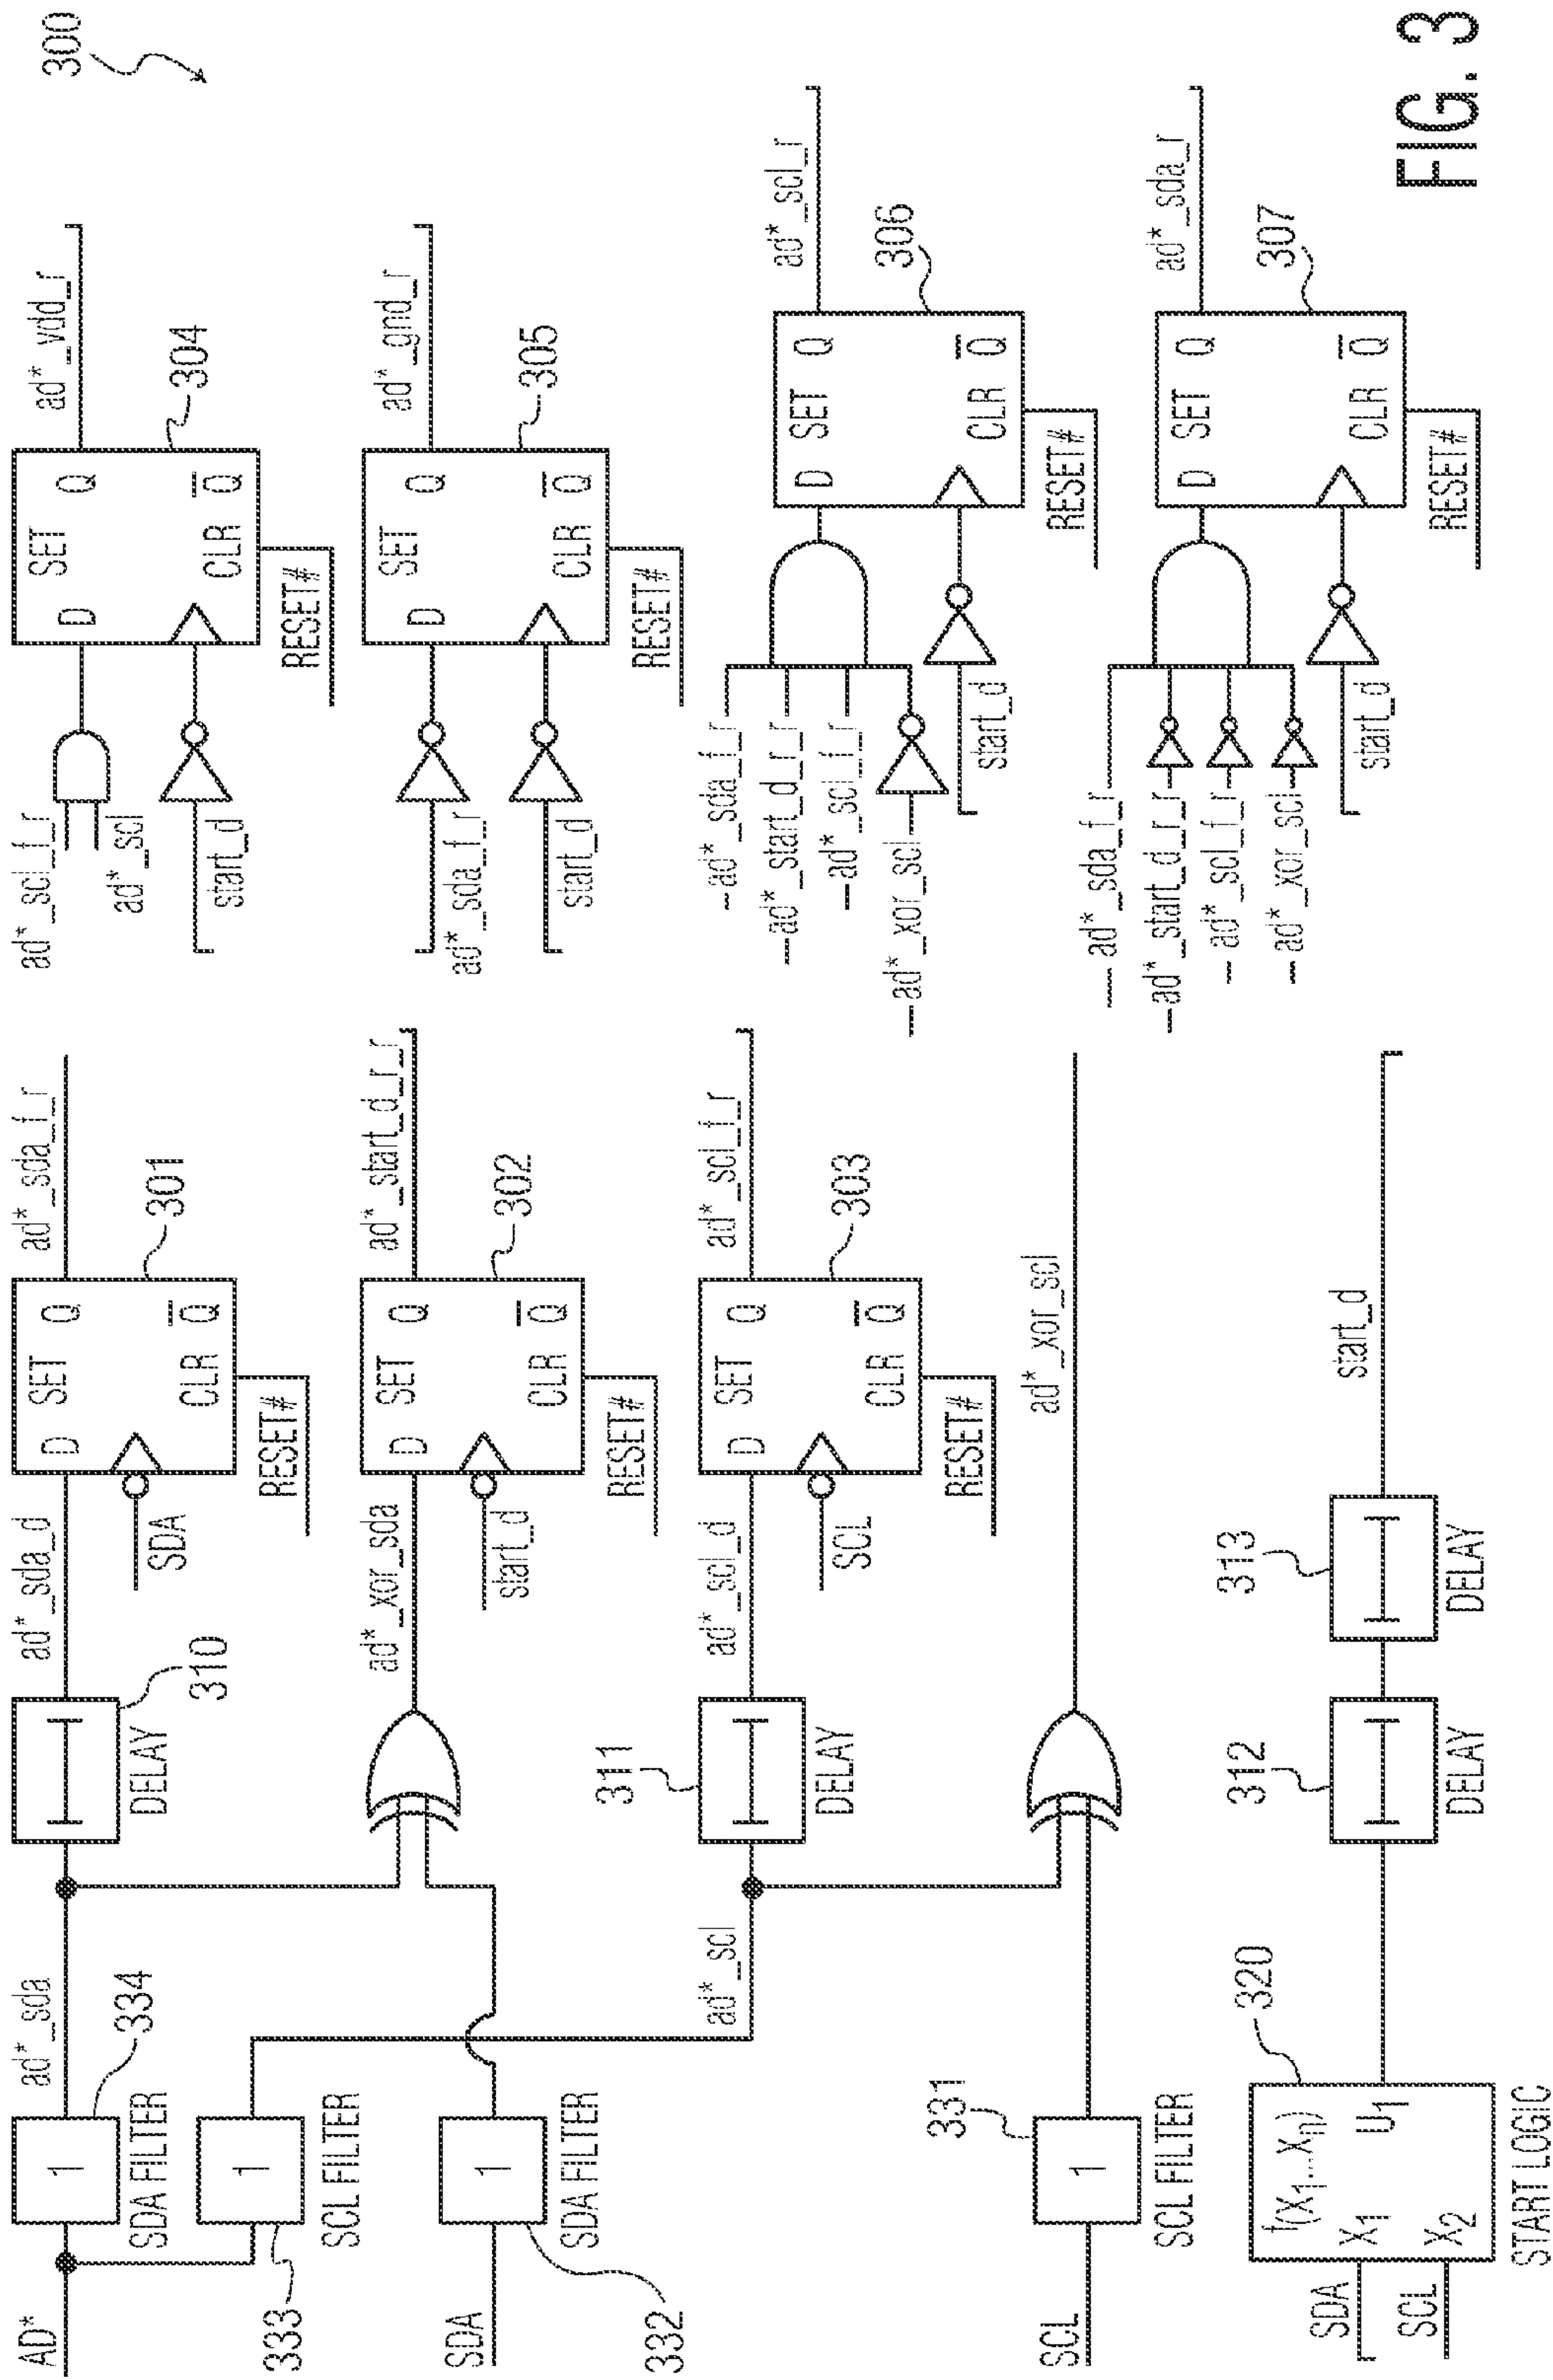 300
AD*
334
ad*_sda
1
SDA FILTER
333
1
SCL FILTER
SDA
332
1
SDA FILTER
310
DELAY
ad*_sda_d
SDA
D SET Q
CLR Q
RESET#
301
ad*_sda_f_r
ad*_xor_sda
start_d
D SET Q
CLR Q
RESET#
302
ad*_start_d_r_r
ad*_scl
311
DELAY
ad*_scl_d
SCL
D SET Q
CLR Q
RESET#
303
ad*_scl_f_r
SCL
331
1
SCL FILTER
ad*_xor_scl
SDA
SCL
f(X1...Xn)
X1 U1
X2
320
START LOGIC
312
DELAY
313
DELAY
start_d
ad*_scl_f_r
ad*_scl
start_d
D SET Q
CLR Q
RESET#
304
ad*_vdd_r
ad*_sda_f_r
start_d
D SET Q
CLR Q
RESET#
305
ad*_gnd_r
ad*_sda_f_r
ad*_start_d_r_r
ad*_scl_f_r
ad*_xor_scl
start_d
D SET Q
CLR Q
RESET#
306
ad*_scl_r
ad*_sda_f_r
ad*_start_d_r_r
ad*_scl_f_r
ad*_xor_scl
start_d
D SET Q
CLR Q
RESET#
307
ad*_sda_r
FIG. 3